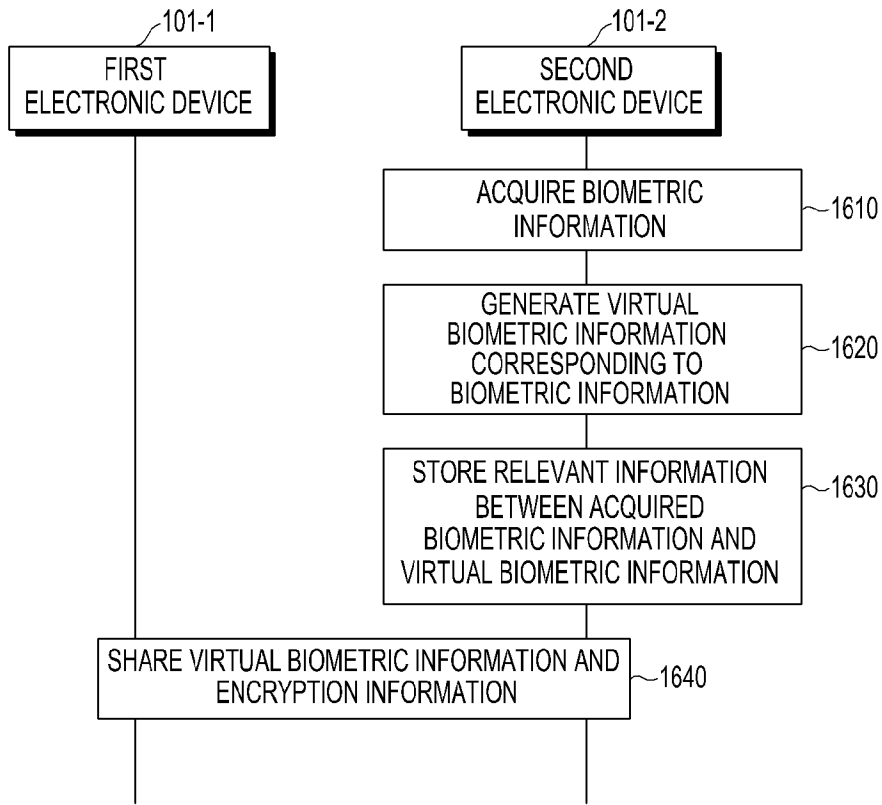 101-1
101-2
FIRST
ELECTRONIC DEVICE
SECOND
ELECTRONIC DEVICE
ACQUIRE BIOMETRIC
INFORMATION
1610
GENERATE VIRTUAL
BIOMETRIC INFORMATION
CORRESPONDING TO
BIOMETRIC INFORMATION
1620
STORE RELEVANT INFORMATION
BETWEEN ACQUIRED
BIOMETRIC INFORMATION AND
VIRTUAL BIOMETRIC INFORMATION
1630
SHARE VIRTUAL BIOMETRIC INFORMATION AND
ENCRYPTION INFORMATION
1640